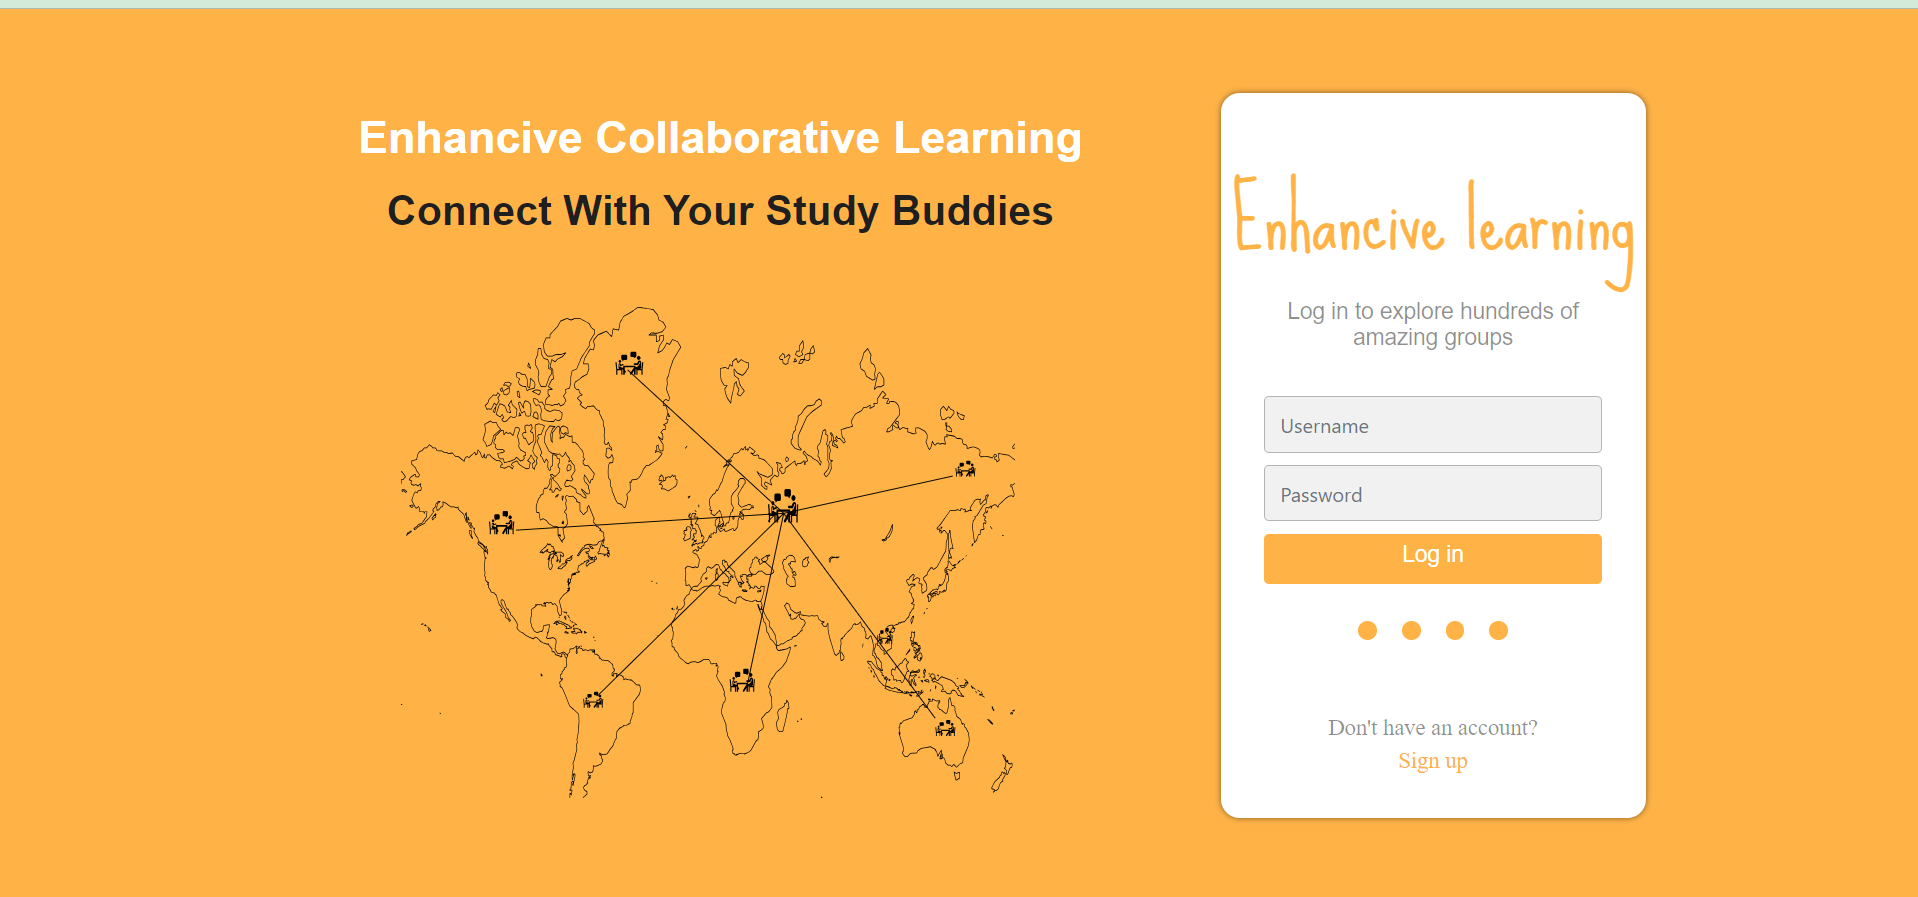 Enhancive Collaborative Learning
Connect With Your Study Buddies
Enhancive learning
Log in to explore hundreds of
amazing groups
Username
Password
Log in
Don't have an account?
Sign up